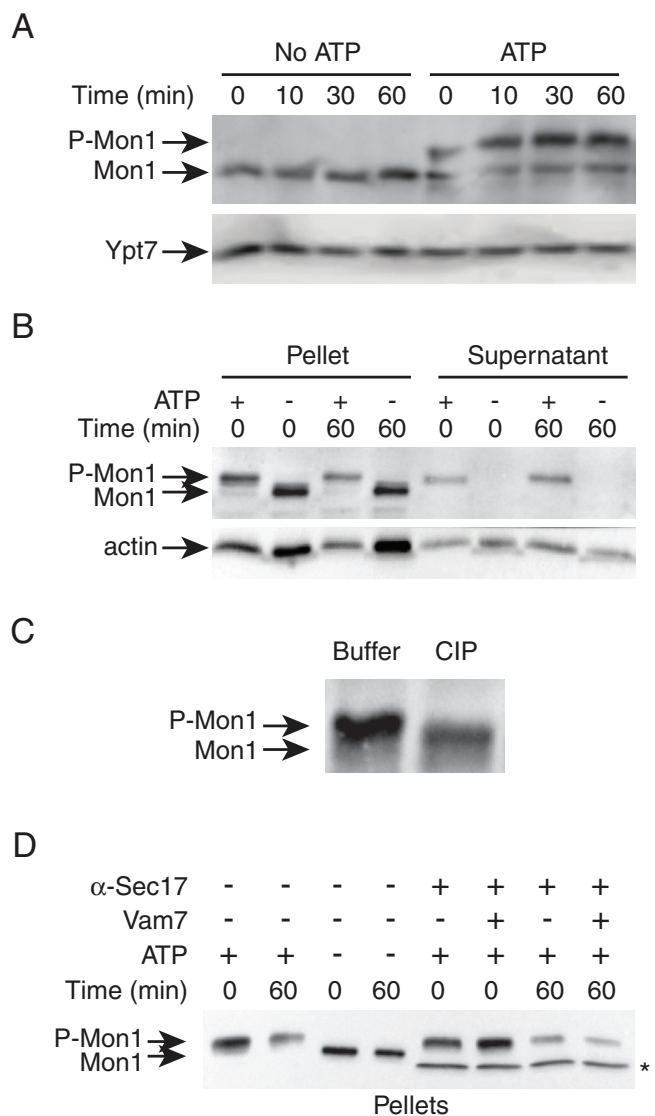 A
No ATP ATP
Time (min) 0 10 30 60 0 10 30 60
P-Mon1
Mon1
Ypt7
B
Pellet Supernatant
ATP + - + - + - + -
Time (min) 0 0 60 60 0 0 60 60
P-Mon1
Mon1
actin
C
Buffer CIP
P-Mon1
Mon1
D
α-Sec17 - - - - + + + +
Vam7 - - - - - + - +
ATP + + - - + + + +
Time (min) 0 60 0 60 0 0 60 60
P-Mon1
Mon1
*
Pellets